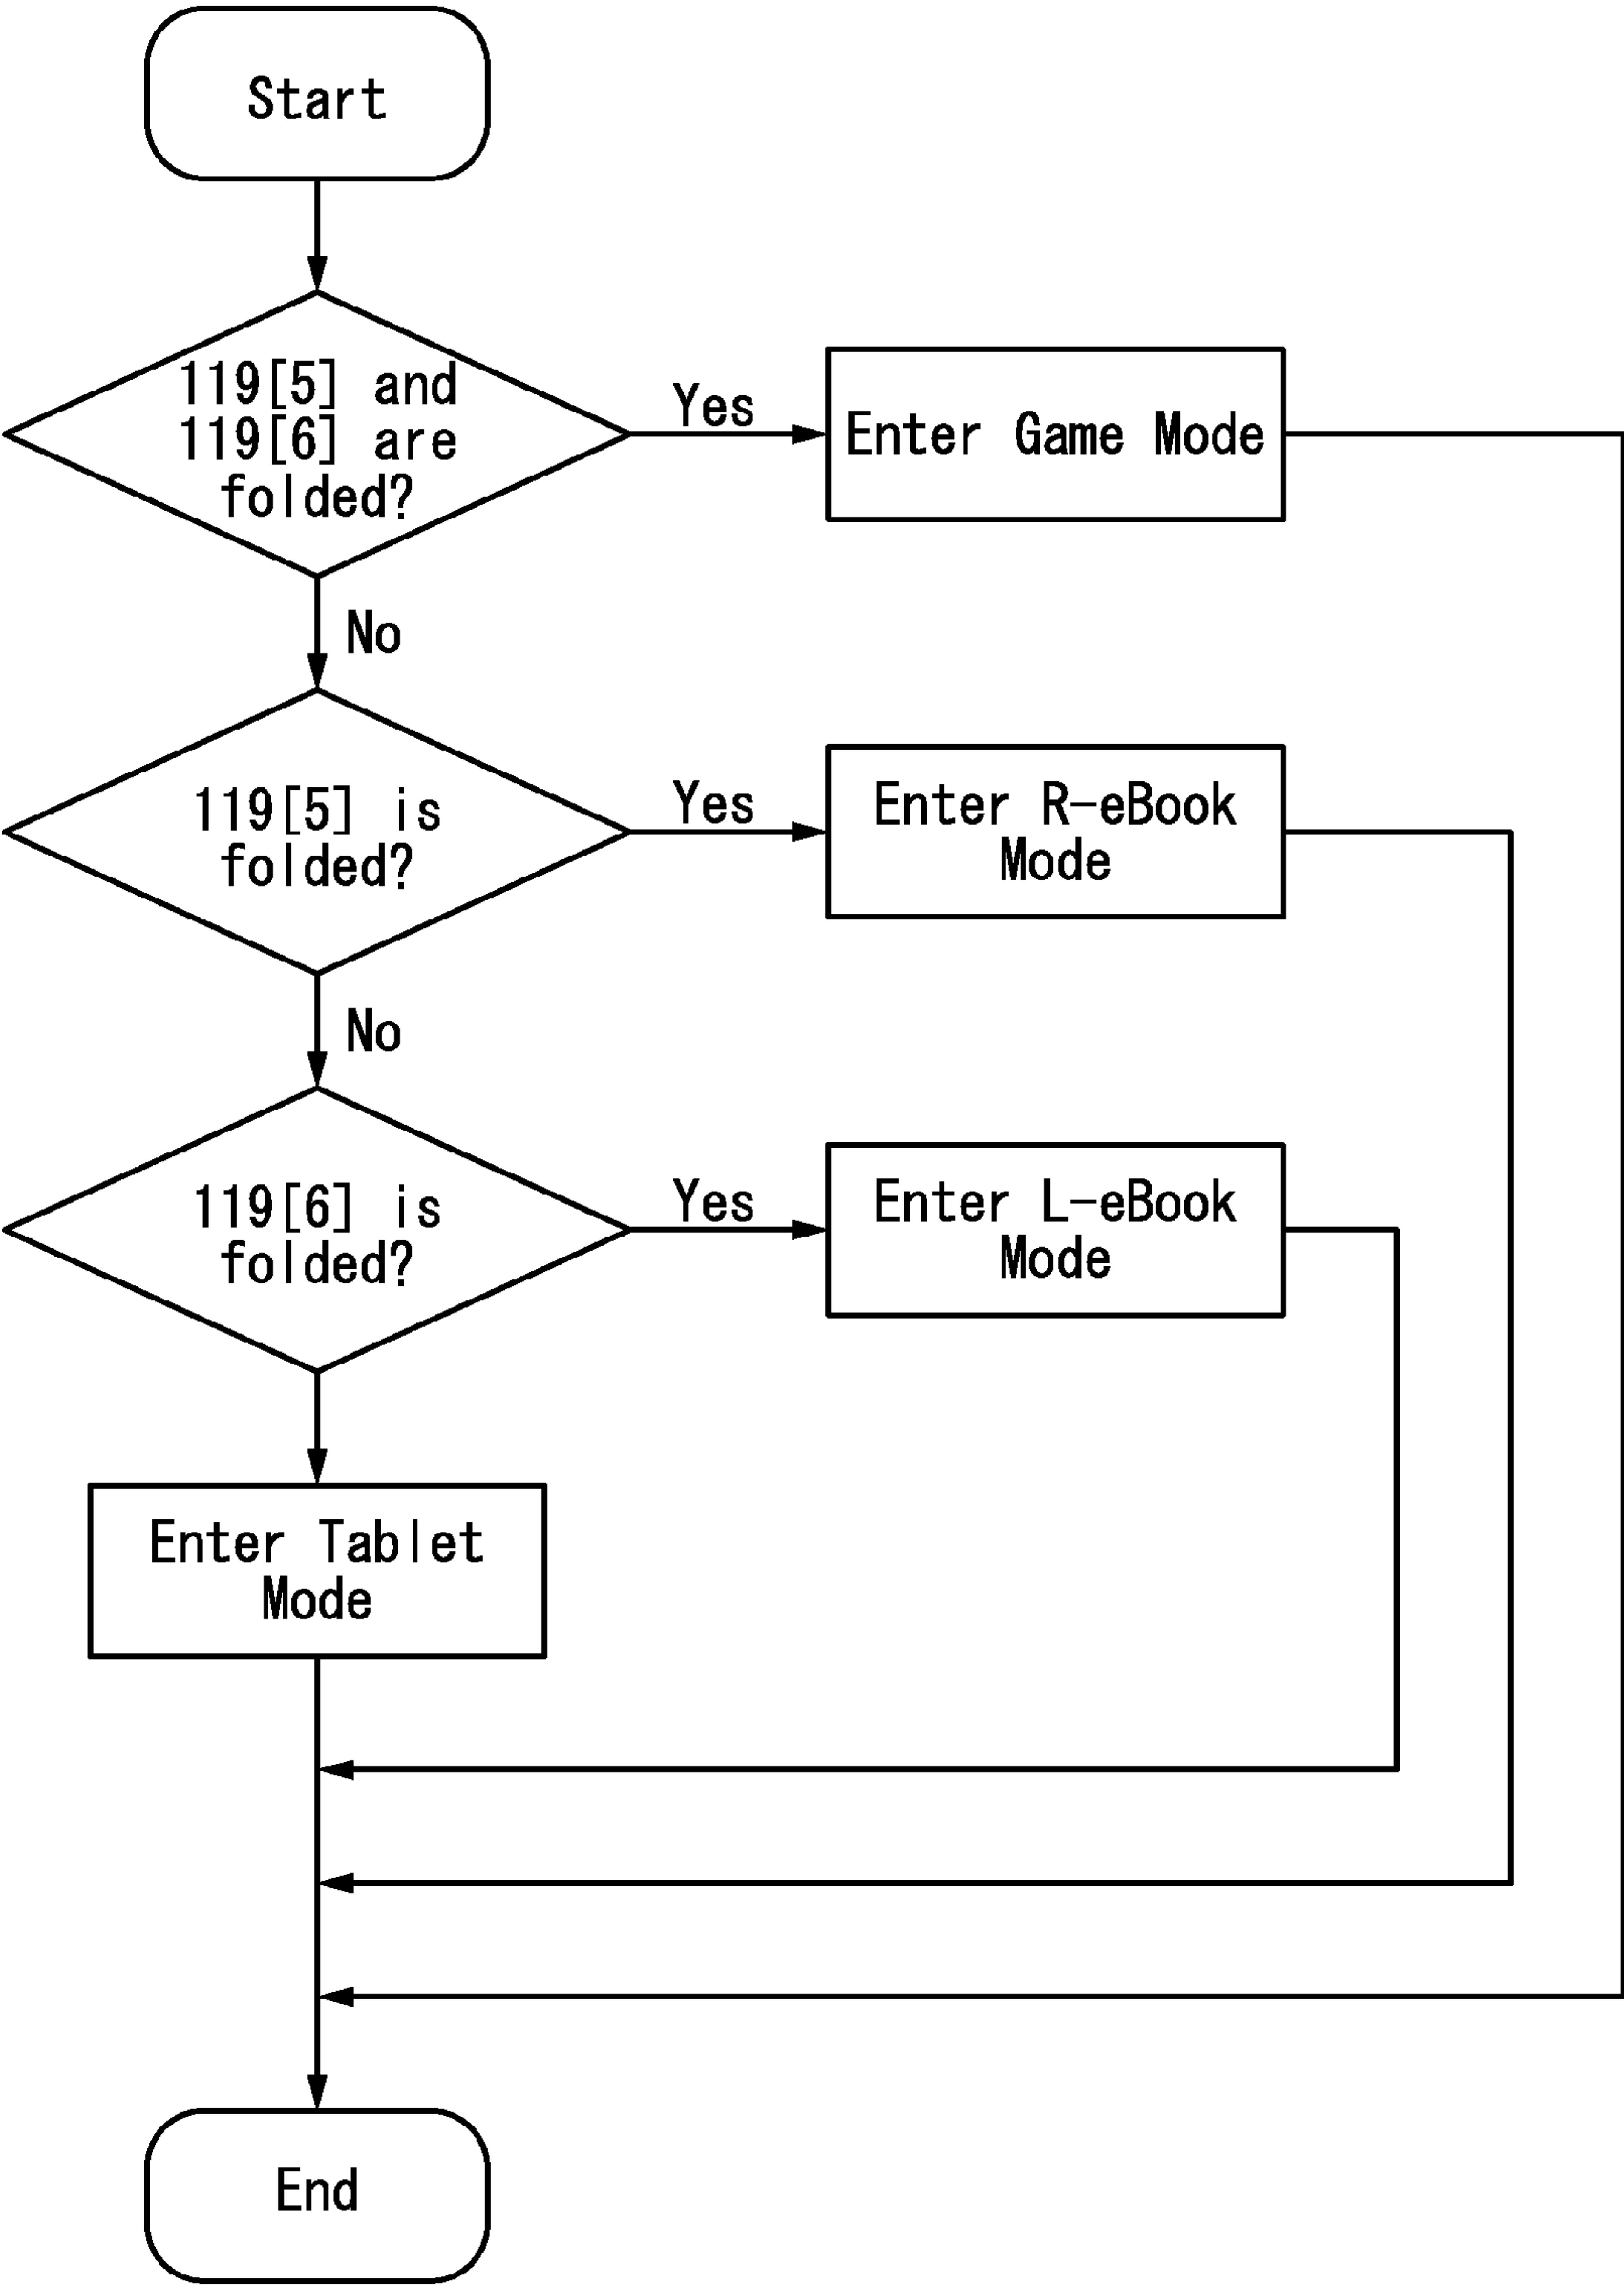 Start
119[5] and
119[6] are
folded?
Yes
Enter Game Mode
No
119[5] is
folded?
Yes
Enter R-eBook
Mode
No
119[6] is
folded?
Yes
Enter L-eBook
Mode
Enter Tablet
Mode
End